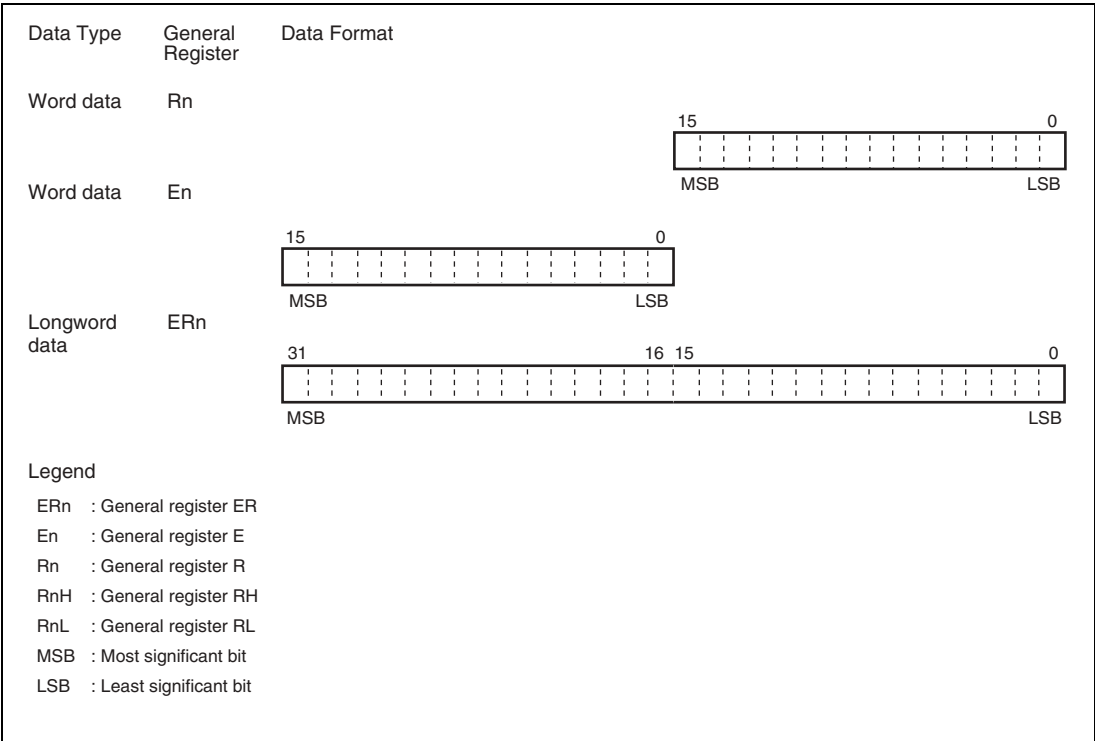 Data Type General Register Data Format
Word data Rn
15 0
MSB LSB
Word data En
15 0
MSB LSB
Longword data ERn
31 16 15 0
MSB LSB
Legend
ERn : General register ER
En : General register E
Rn : General register R
RnH : General register RH
RnL : General register RL
MSB : Most significant bit
LSB : Least significant bit